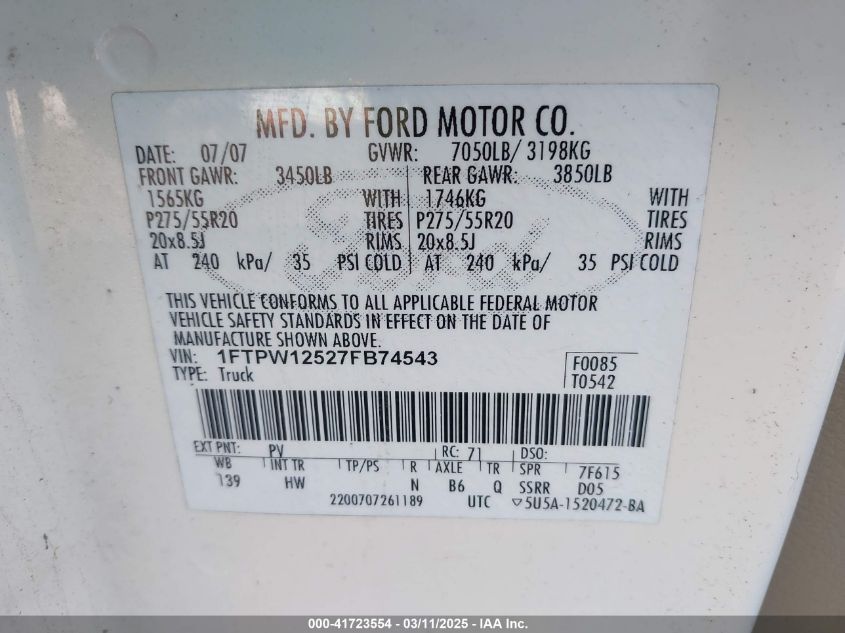 MFD. BY FORD MOTOR CO.
DATE: 07/07 GVWR: 7050LB/ 3198KG
FRONT GAWR: 3450LB REAR GAWR: 3850LB
1565KG WITH 1746KG WITH
P275/55R20 TIRES P275/55R20 TIRES
20x8.5J RIMS 20x8.5J RIMS
AT 240 kPa/ 35 PSI COLD AT 240 kPa/ 35 PSI COLD
THIS VEHICLE CONFORMS TO ALL APPLICABLE FEDERAL MOTOR
VEHICLE SAFETY STANDARDS IN EFFECT ON THE DATE OF
MANUFACTURE SHOWN ABOVE.
VIN: 1FTPW12527FB74543 F0085
TYPE: Truck T0542
EXT PNT: PV RC: 71 DSO:
WB INT TR TP/PS R AXLE TR SPR 7F615
139 HW N B6 Q SSRR D05
2200707261189 UTC ▽5U5A-1520472-BA
Ford
000-41723554 - 03/11/2025 - IAA Inc.